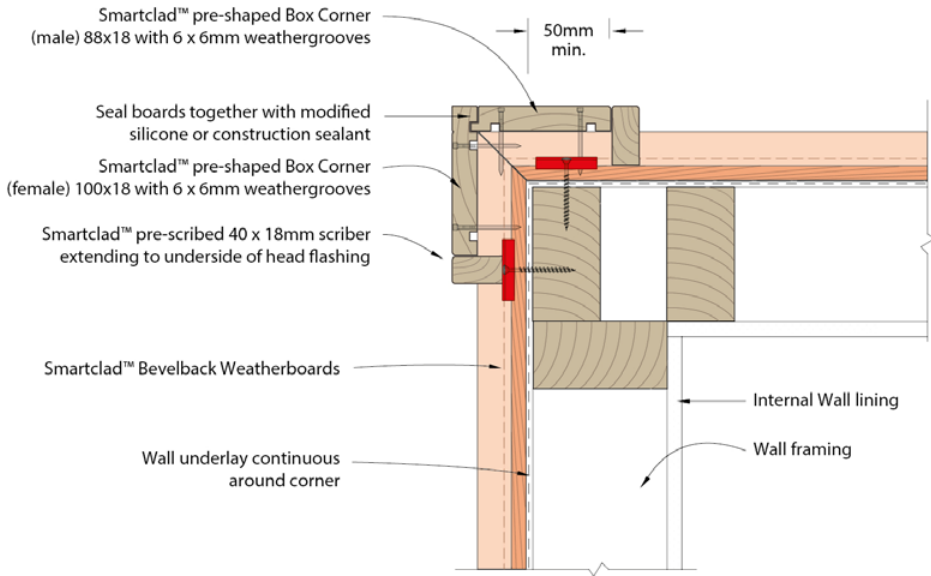 Smartclad™ pre-shaped Box Corner
(male) 88x18 with 6 x 6mm weathergrooves
50mm
min.
Seal boards together with modified
silicone or construction sealant
Smartclad™ pre-shaped Box Corner
(female) 100x18 with 6 x 6mm weathergrooves
Smartclad™ pre-scribed 40 x 18mm scriber
extending to underside of head flashing
Smartclad™ Bevelback Weatherboards
Internal Wall lining
Wall framing
Wall underlay continuous
around corner